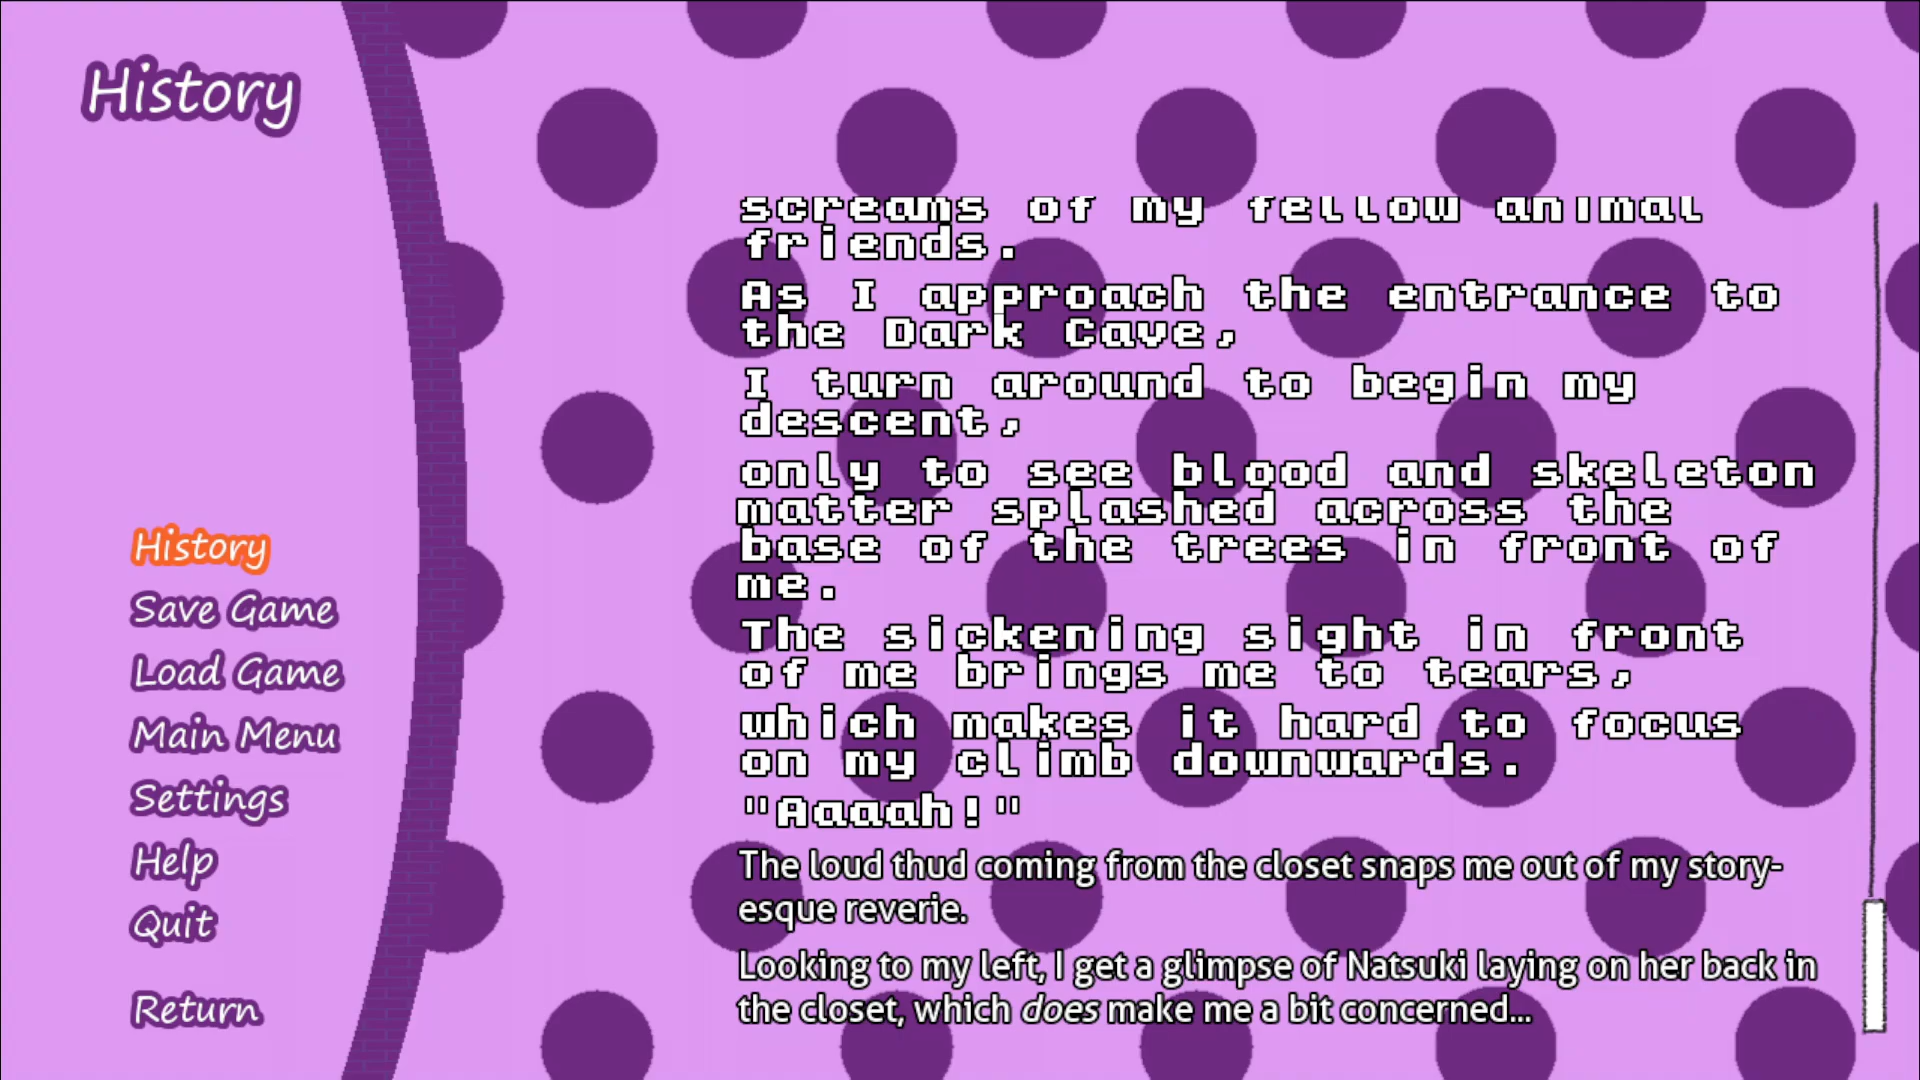 History
screams of my fellow animal
friends.
As I approach the entrance to
the Dark Cave,
I turn around to begin my
descent,
only to see blood and skeleton
matter splashed across the
base of the trees in front of
me.
The sickening sight in front
of me brings me to tears,
which makes it hard to focus
on my climb downwards.
"Aaaah!"
The loud thud coming from the closet snaps me out of my story-
esque reverie.
Looking to my left, I get a glimpse of Natsuki laying on her back in
the closet, which does make me a bit concerned...
History
Save Game
Load Game
Main Menu
Settings
Help
Quit
Return